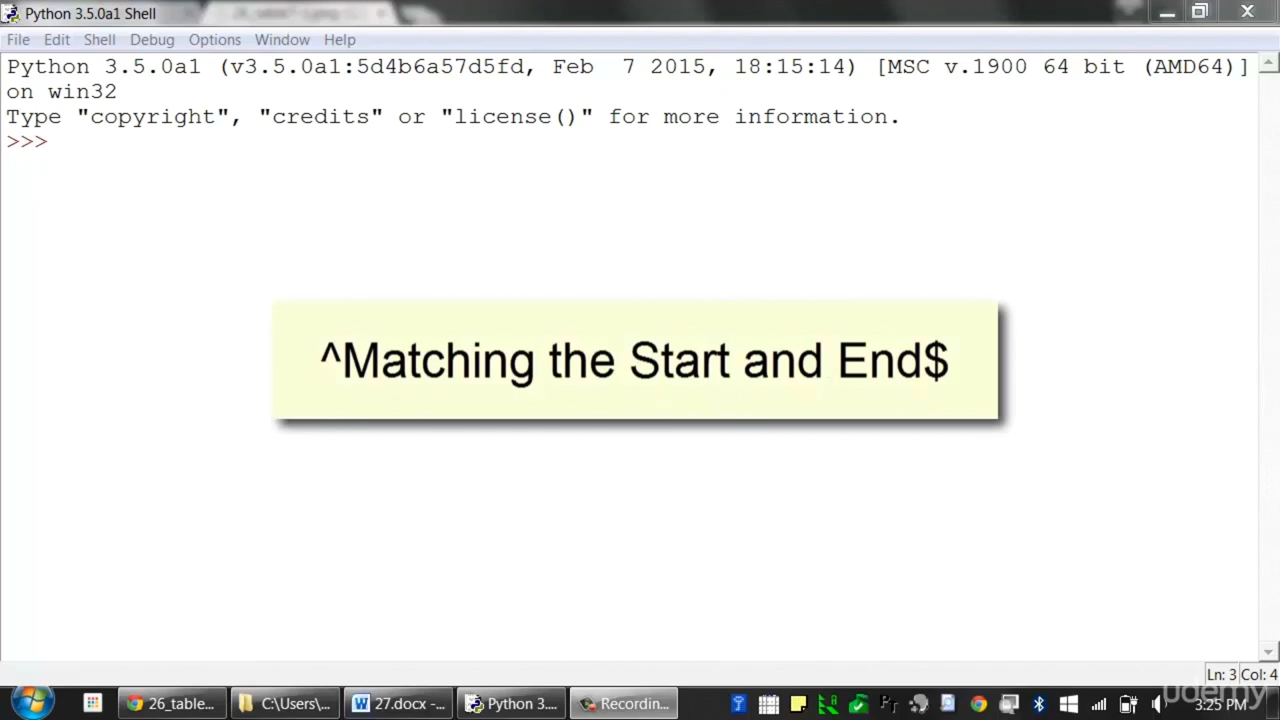 Python 3.5.0a1 Shell
File Edit Shell Debug Options Window Help
Python 3.5.0a1 (v3.5.0a1:5d4b6a57d5fd, Feb  7 2015, 18:15:14) [MSC v.1900 64 bit (AMD64)]
on win32
Type "copyright", "credits" or "license()" for more information.
>>>
^Matching the Start and End$
Ln: 3 Col: 4
26_table... C:\Users\... 27.docx -... Python 3.... Recordin... 3:25 PM
udemy